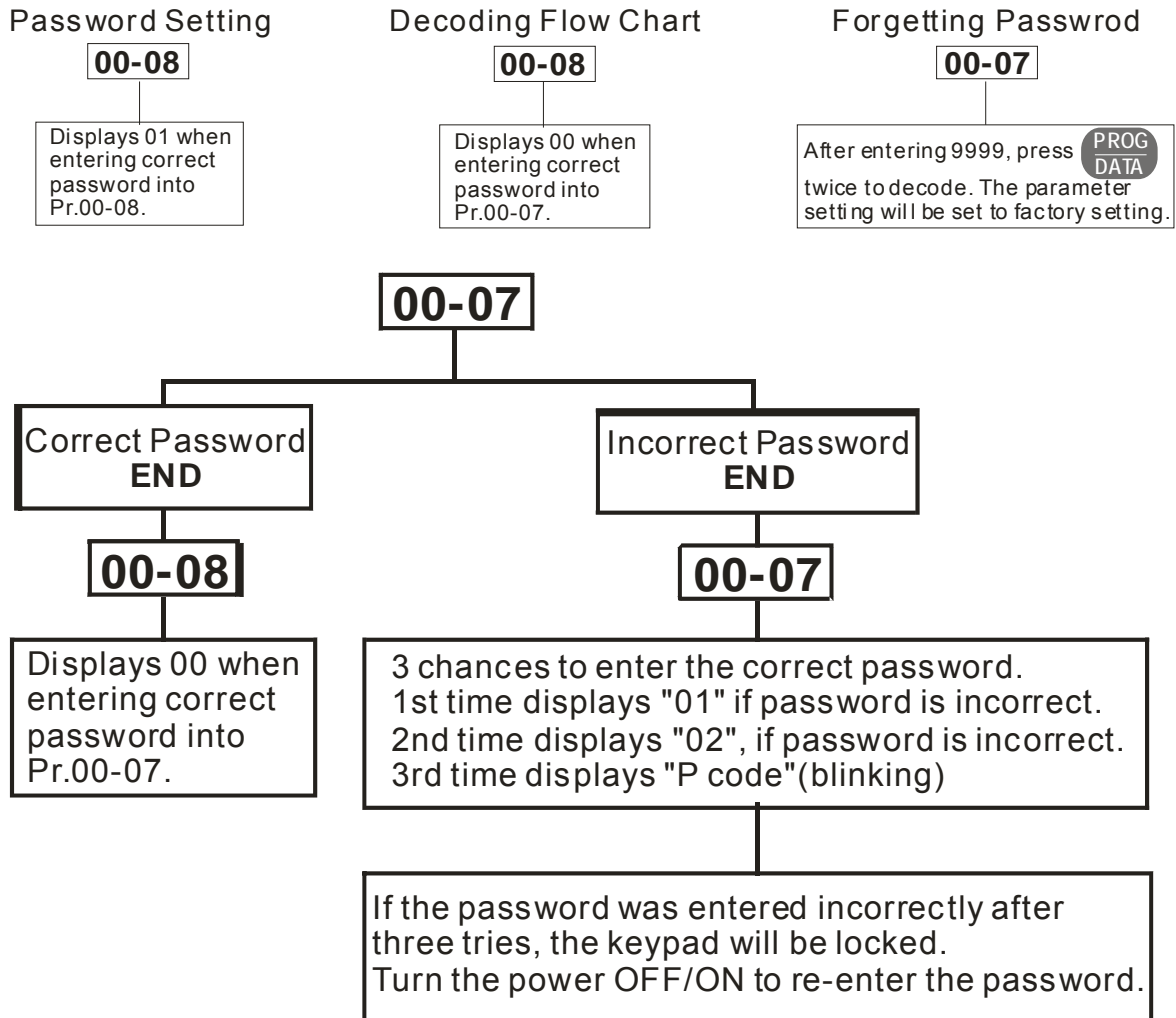 Password Setting
00-08
Displays 01 when
entering correct
password into
Pr.00-08.
Decoding Flow Chart
00-08
Displays 00 when
entering correct
password into
Pr.00-07.
Forgetting Passwrod
00-07
After entering 9999, press PROG DATA
twice to decode. The parameter
setting will be set to factory setting.
00-07
Correct Password
END
00-08
Displays 00 when
entering correct
password into
Pr.00-07.
Incorrect Password
END
00-07
3 chances to enter the correct password.
1st time displays "01" if password is incorrect.
2nd time displays "02", if password is incorrect.
3rd time displays "P code"(blinking)
If the password was entered incorrectly after
three tries, the keypad will be locked.
Turn the power OFF/ON to re-enter the password.